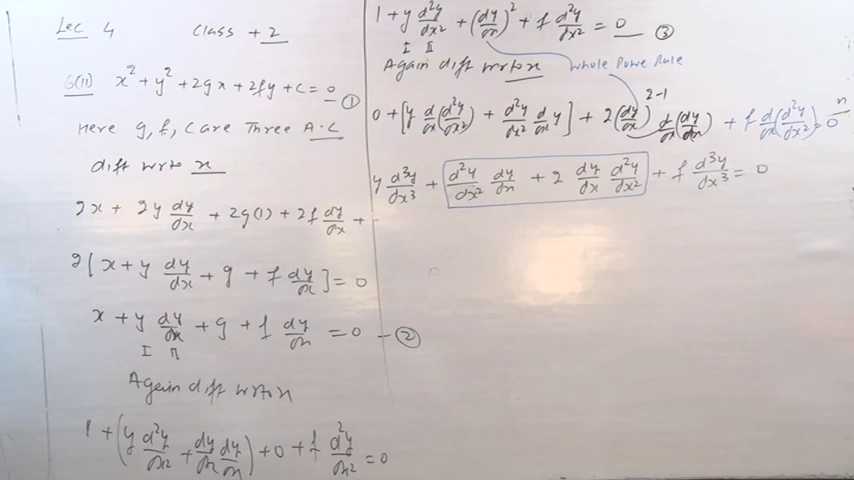 Lec 4 Class +2
6(11) x² + y² + 2gx + 2fy + c = 0 — ①
Here g, f, c are Three A.C
diff wrto x
2x + 2y dy/dx + 2g(1) + 2f dy/dx +
2[x + y dy/dx + g + f dy/dx] = 0
x + y dy/dx + g + f dy/dx = 0 — ②
I II
Again diff wrto x
1 + (y d²y/dx² + dy/dx dy/dx) + 0 + f d²y/dx² = 0
1 + y d²y/dx² + (dy/dx)² + f d²y/dx² = 0 — ③
I II
Again diff wrto x whole Power Rule
0 + [y d/dx(d²y/dx²) + d²y/dx² d/dx y] + 2(dy/dx)²⁻¹ d/dx(dy/dx) + f d/dx(d²y/dx²) = 0
n
y d³y/dx³ + d²y/dx² dy/dx + 2 dy/dx d²y/dx² + f d³y/dx³ = 0